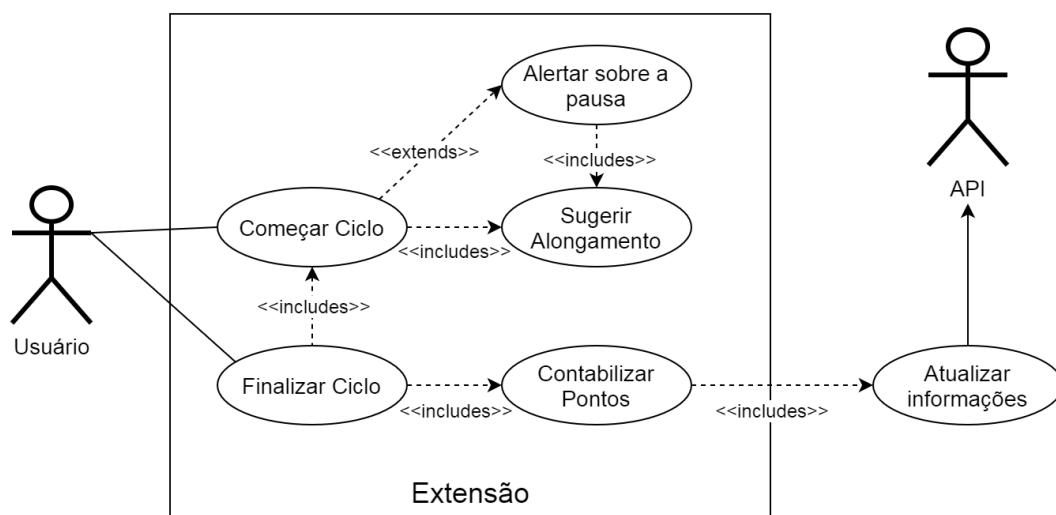 Alertar sobre a
pausa
<<extends>>
<<includes>>
API
Começar Ciclo
Sugerir
Alongamento
<<includes>>
<<includes>>
Usuário
Finalizar Ciclo
Contabilizar
Pontos
Atualizar
informações
<<includes>>
<<includes>>
Extensão